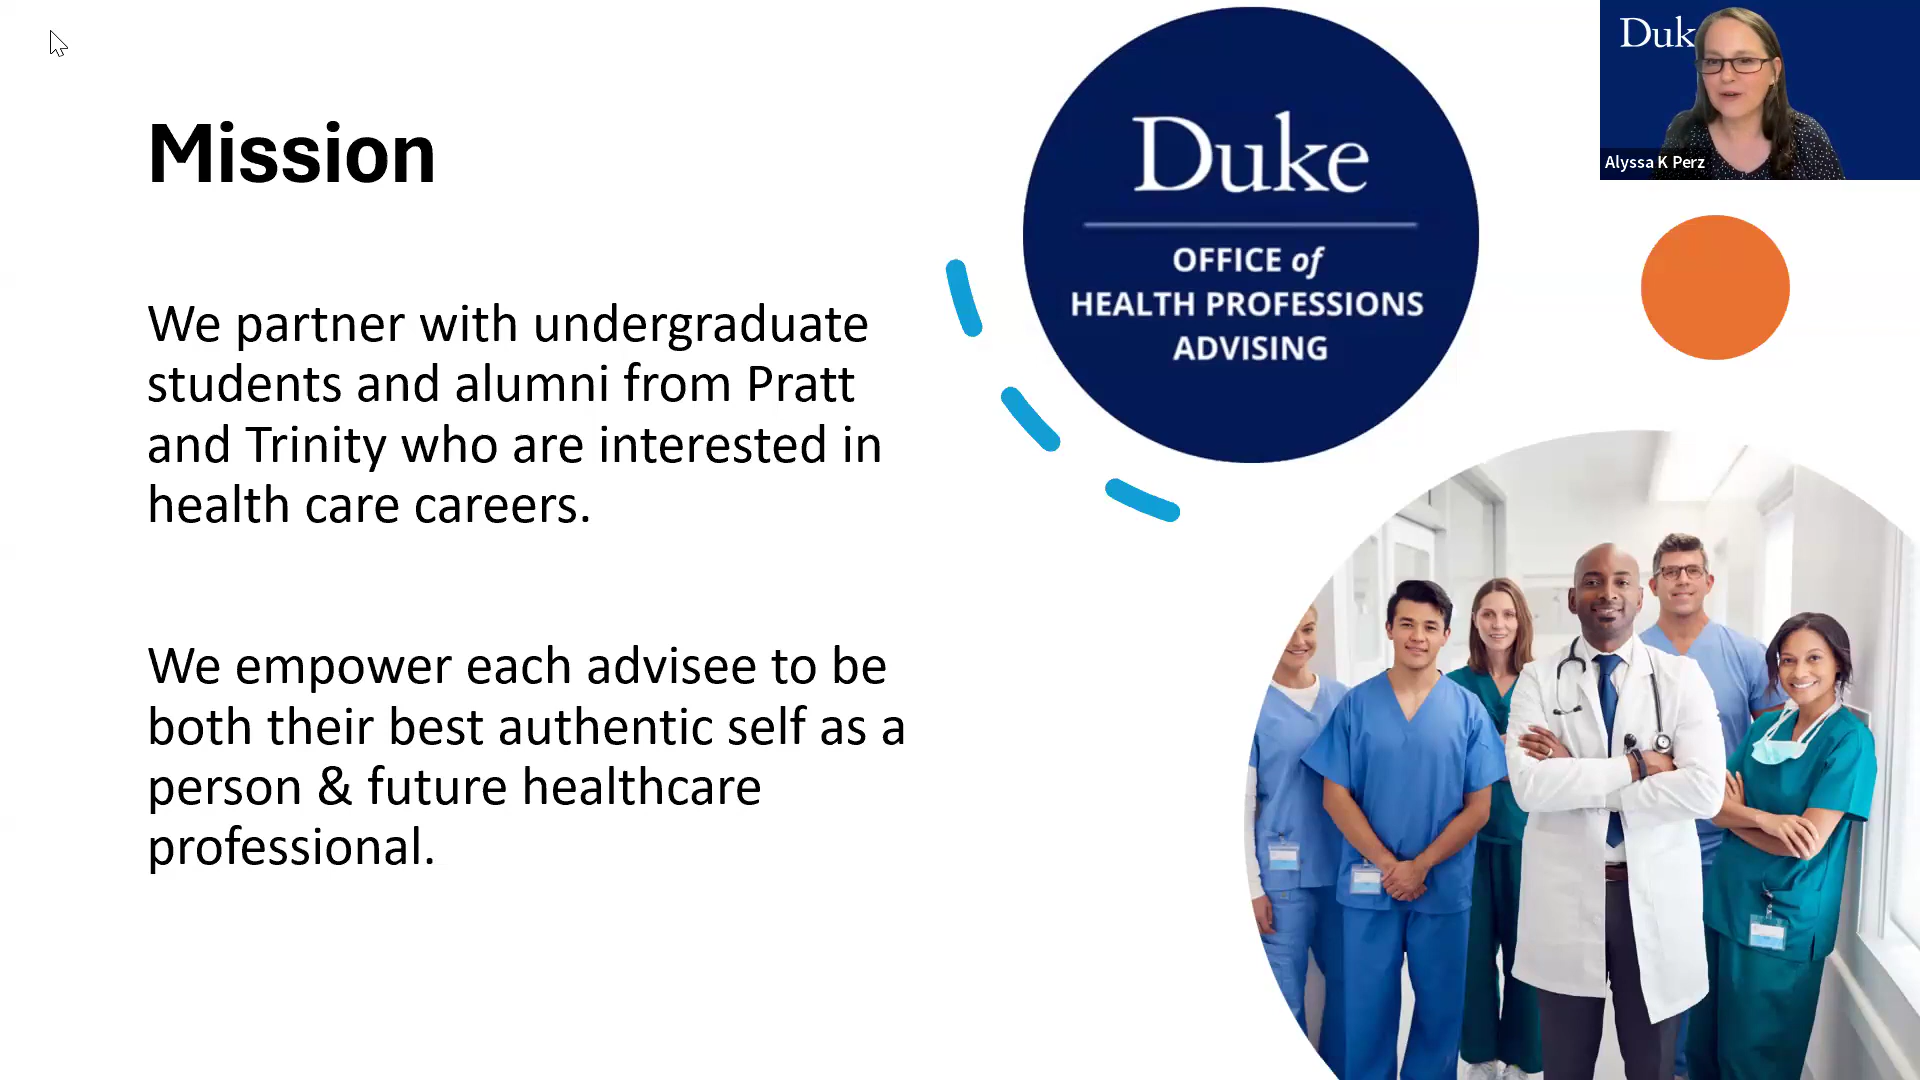 Mission
We partner with undergraduate
students and alumni from Pratt
and Trinity who are interested in
health care careers.
We empower each advisee to be
both their best authentic self as a
person & future healthcare
professional.
Duke
OFFICE of
HEALTH PROFESSIONS
ADVISING
Duk
Alyssa K Perz